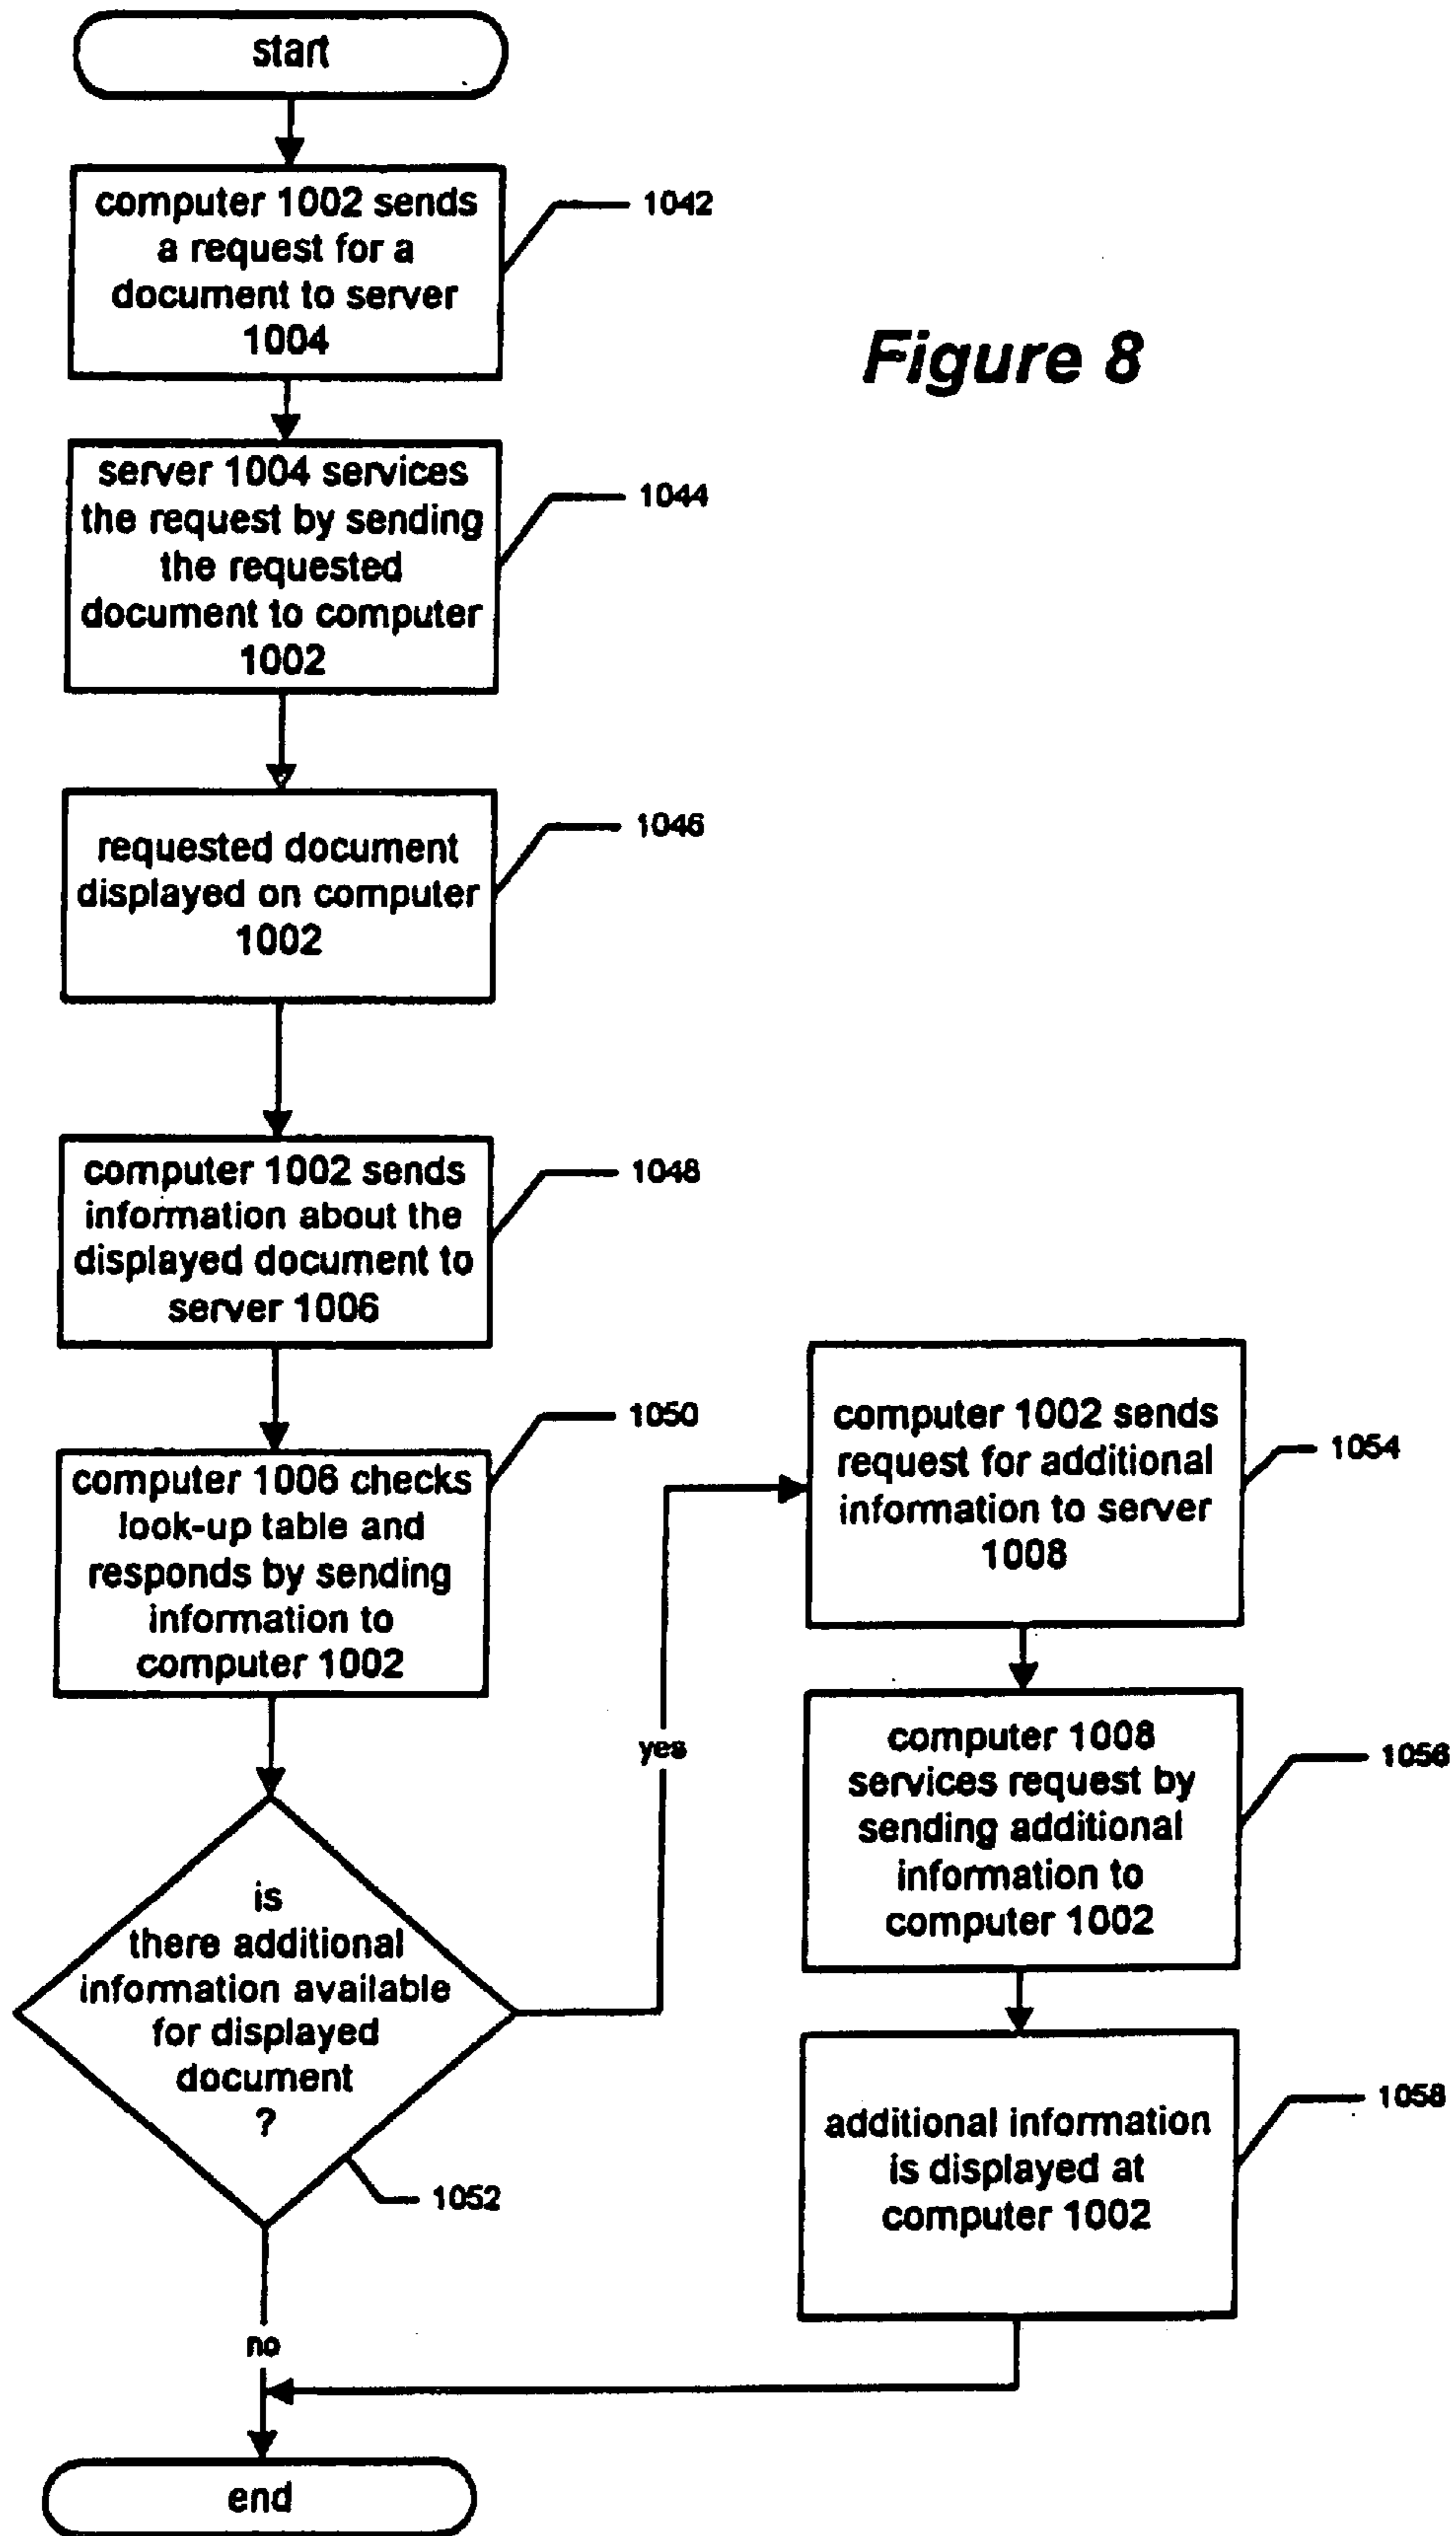 start
computer 1002 sends
a request for a
document to server
1004
1042
Figure 8
server 1004 services
the request by sending
the requested
document to computer
1002
1044
requested document
displayed on computer
1002
1046
computer 1002 sends
information about the
displayed document to
server 1006
1048
computer 1006 checks
look-up table and
responds by sending
information to
computer 1002
1050
is
there additional
information available
for displayed
document
?
1052
yes
no
computer 1002 sends
request for additional
information to server
1008
1054
computer 1008
services request by
sending additional
information to
computer 1002
1056
additional information
is displayed at
computer 1002
1058
end